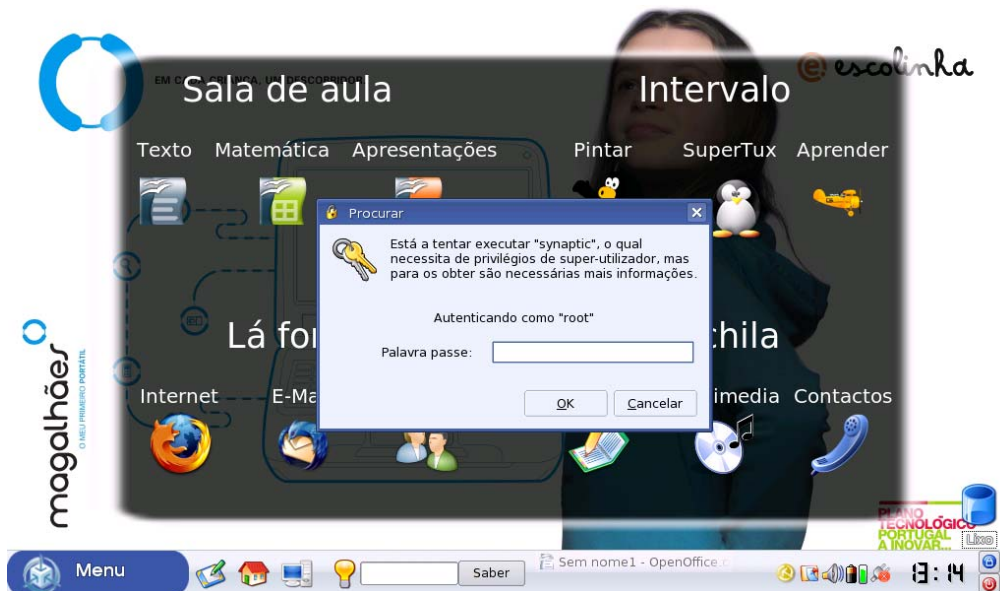 EM CADA CRIANÇA, UM DESCOBRIDOR
escolinha
Sala de aula
Intervalo
Texto Matemática Apresentações
Pintar SuperTux Aprender
Procurar
Está a tentar executar "synaptic", o qual
necessita de privilégios de super-utilizador, mas
para os obter são necessárias mais informações.
Autenticando como "root"
Palavra passe:
OK Cancelar
Lá for
chila
Internet E-Ma
imedia Contactos
magalhães
O MEU PRIMEIRO PORTÁTIL
PLANO
TECNOLÓGICO
PORTUGAL
A INOVAR...
Lixo
Menu
Saber
Sem nome1 - OpenOffice.
13:14